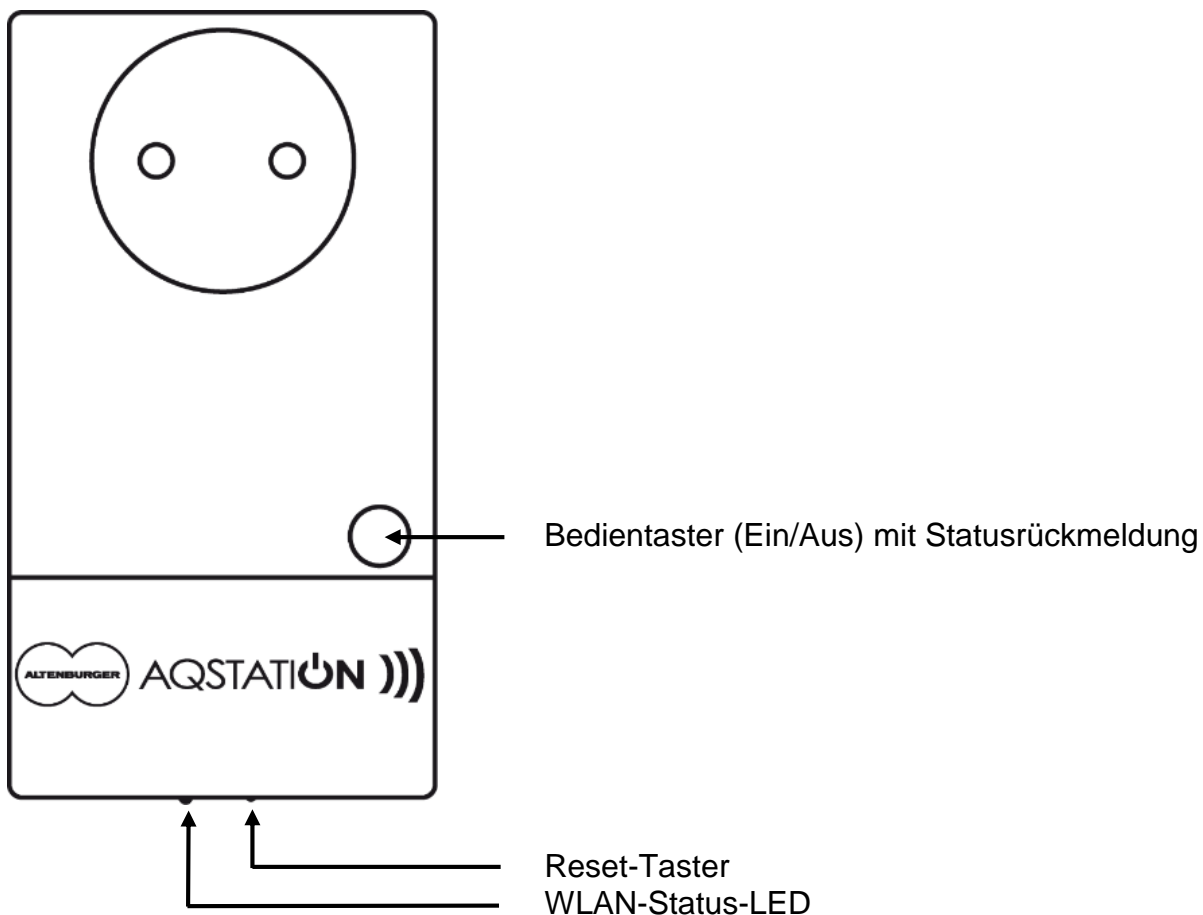 Bedientaster (Ein/Aus) mit Statusrückmeldung
ALTENBURGER AQSTATION
Reset-Taster
WLAN-Status-LED